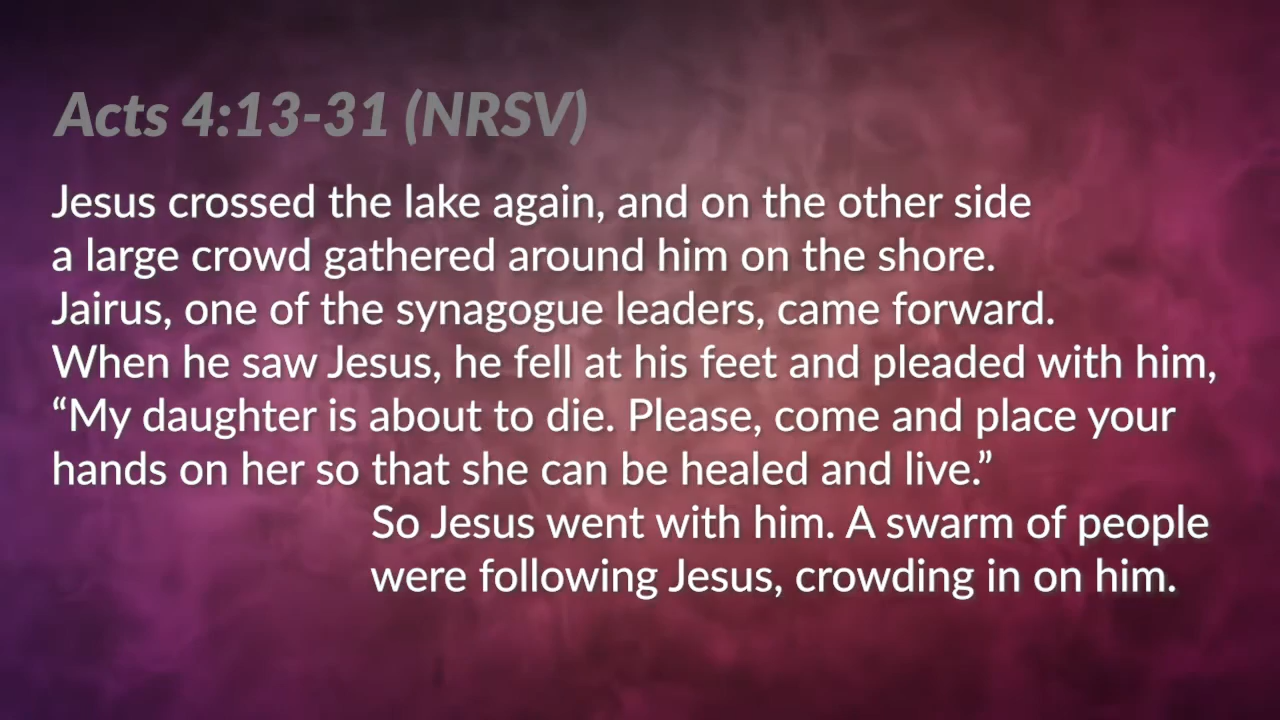 Acts 4:13-31 (NRSV)
Jesus crossed the lake again, and on the other side
a large crowd gathered around him on the shore.
Jairus, one of the synagogue leaders, came forward.
When he saw Jesus, he fell at his feet and pleaded with him,
“My daughter is about to die. Please, come and place your
hands on her so that she can be healed and live.”
So Jesus went with him. A swarm of people
were following Jesus, crowding in on him.